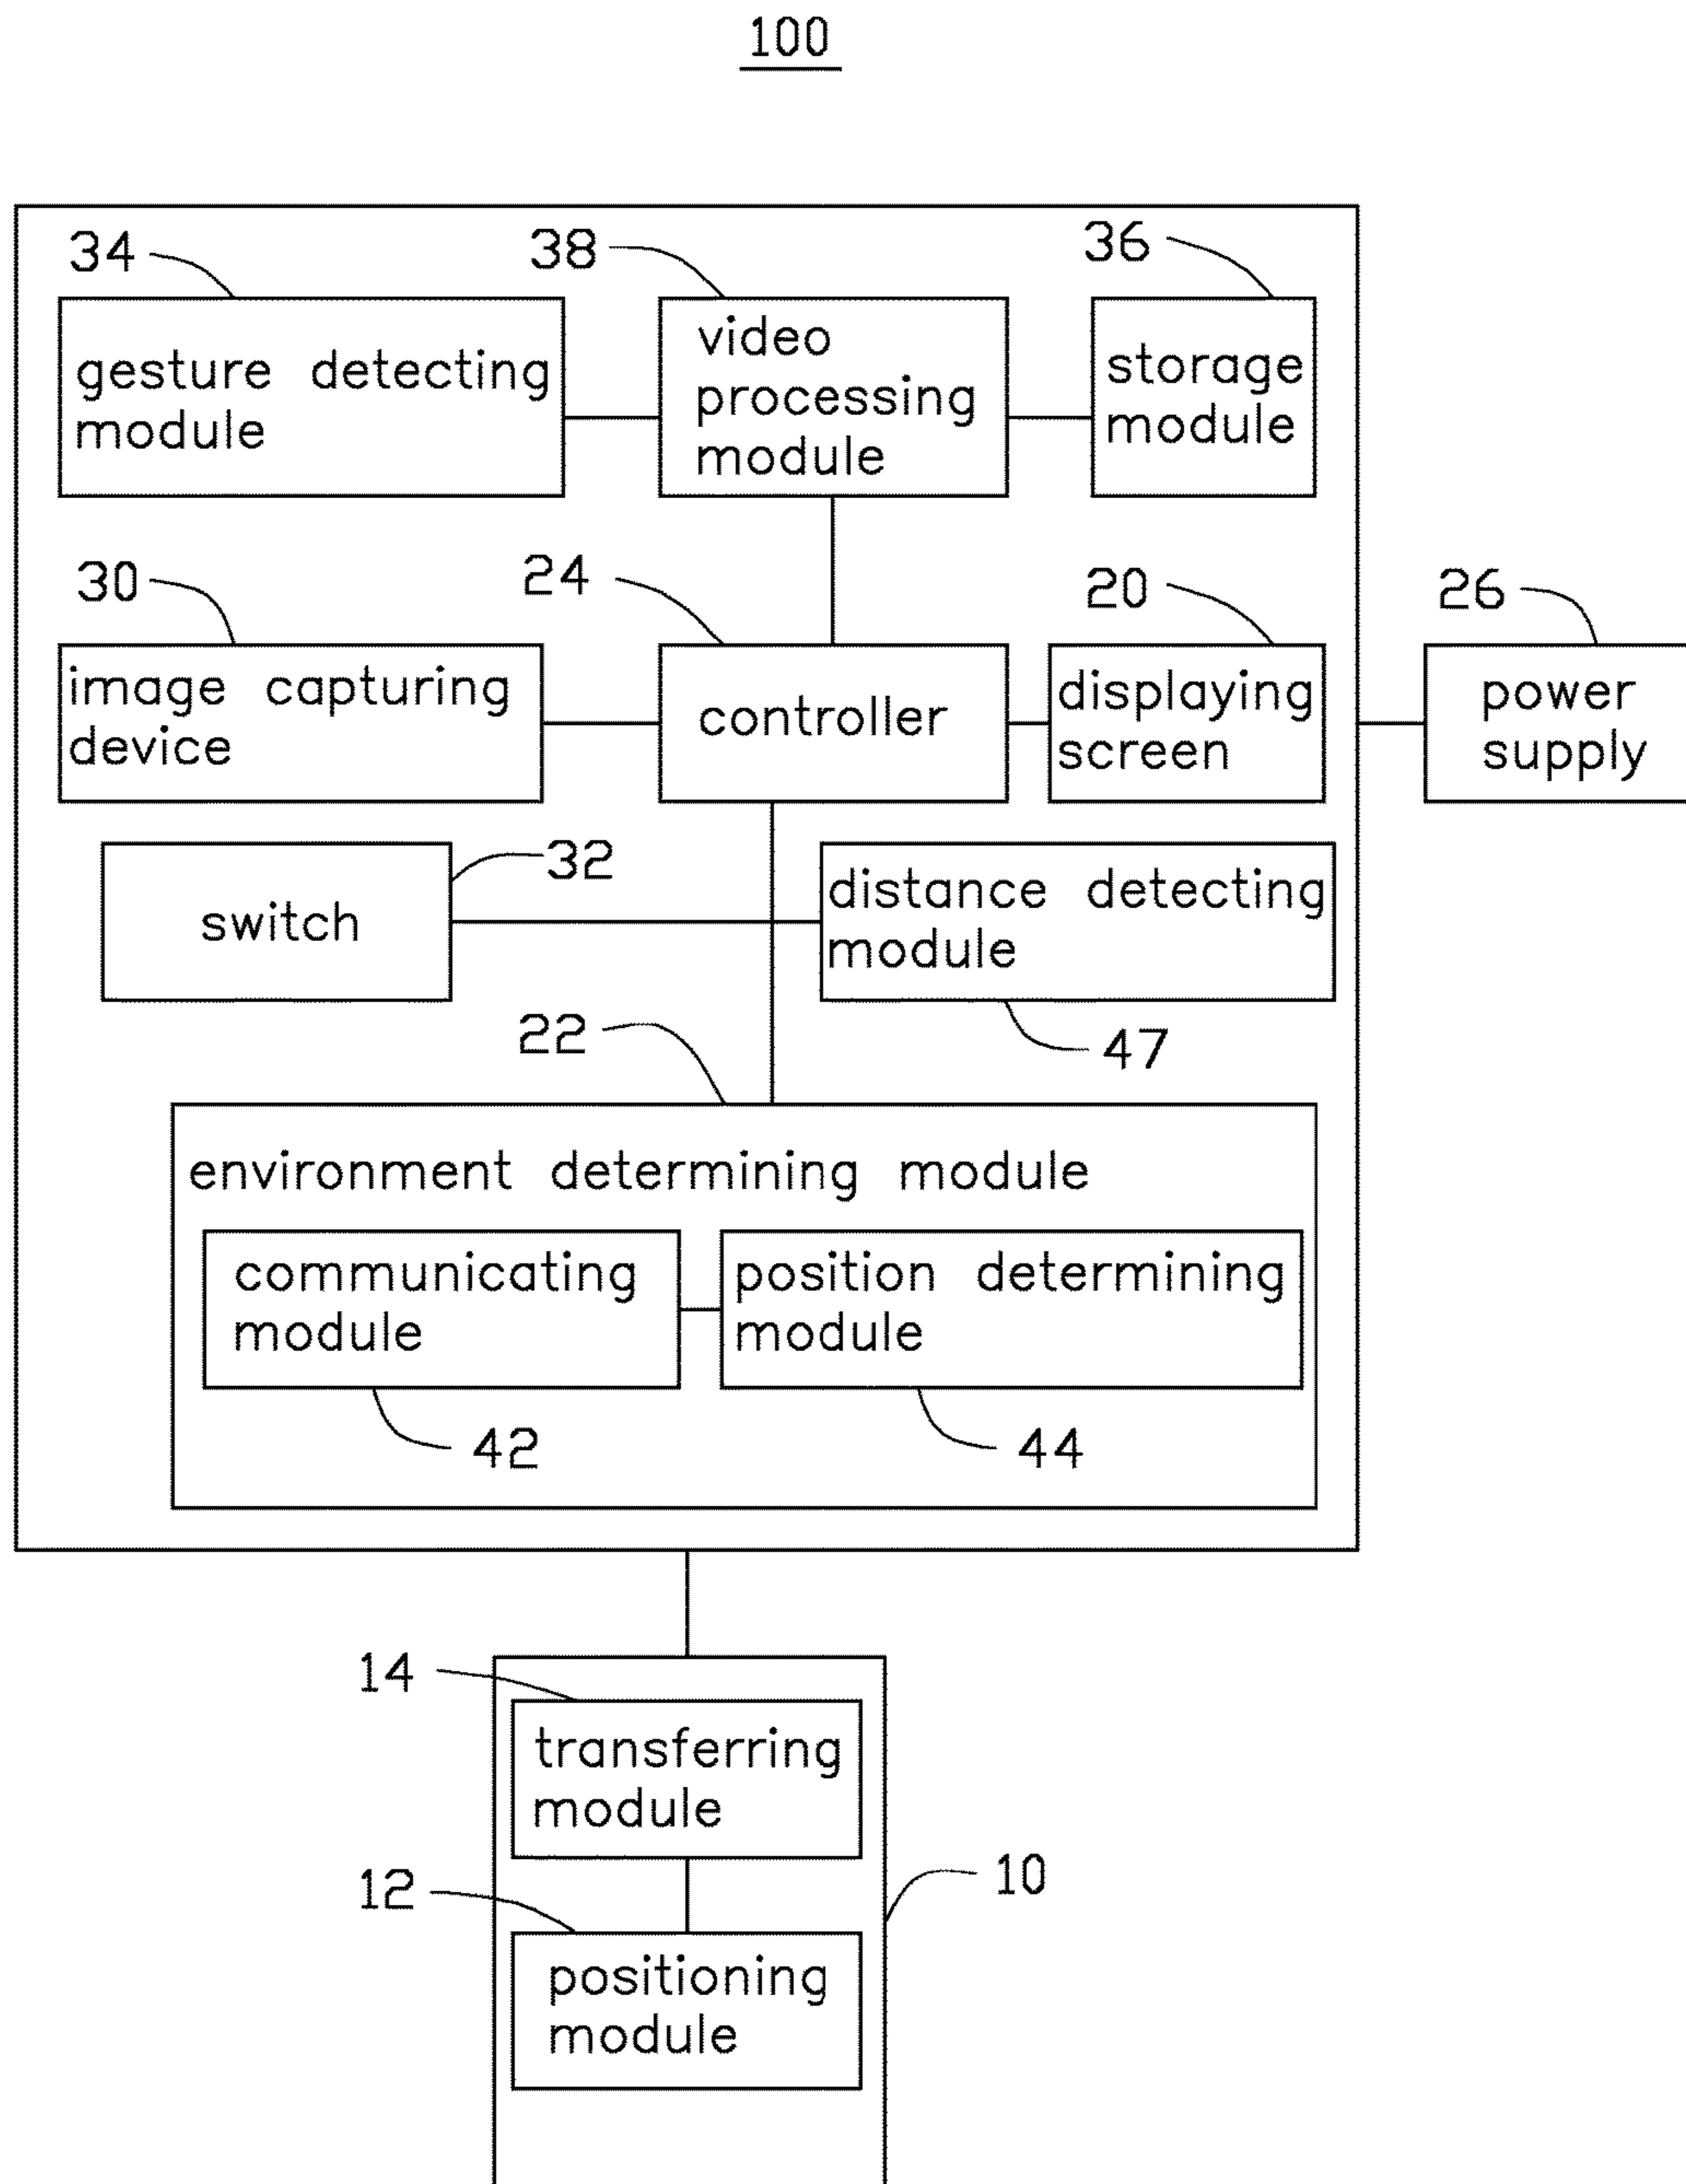 100
34
38
36
gesture detecting
module
video
processing
module
storage
module
30
24
20
26
image capturing
device
controller
displaying
screen
power
supply
switch
32
distance detecting
module
47
22
environment determining module
communicating
module
position determining
module
42
44
14
transferring
module
12
10
positioning
module